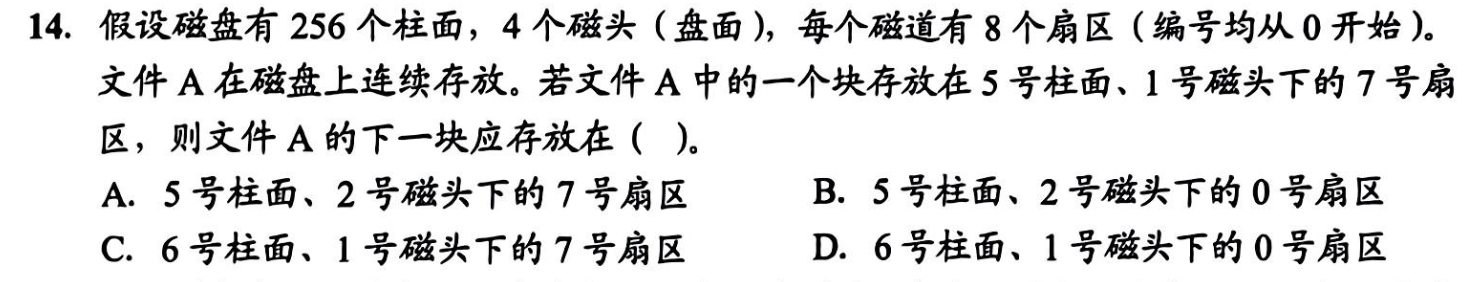 14. 假设磁盘有 256 个柱面，4 个磁头（盘面），每个磁道有 8 个扇区（编号均从 0 开始）。
文件 A 在磁盘上连续存放。若文件 A 中的一个块存放在 5 号柱面、1 号磁头下的 7 号扇
区，则文件 A 的下一块应存放在（ ）。
A. 5 号柱面、2 号磁头下的 7 号扇区 B. 5 号柱面、2 号磁头下的 0 号扇区
C. 6 号柱面、1 号磁头下的 7 号扇区 D. 6 号柱面、1 号磁头下的 0 号扇区